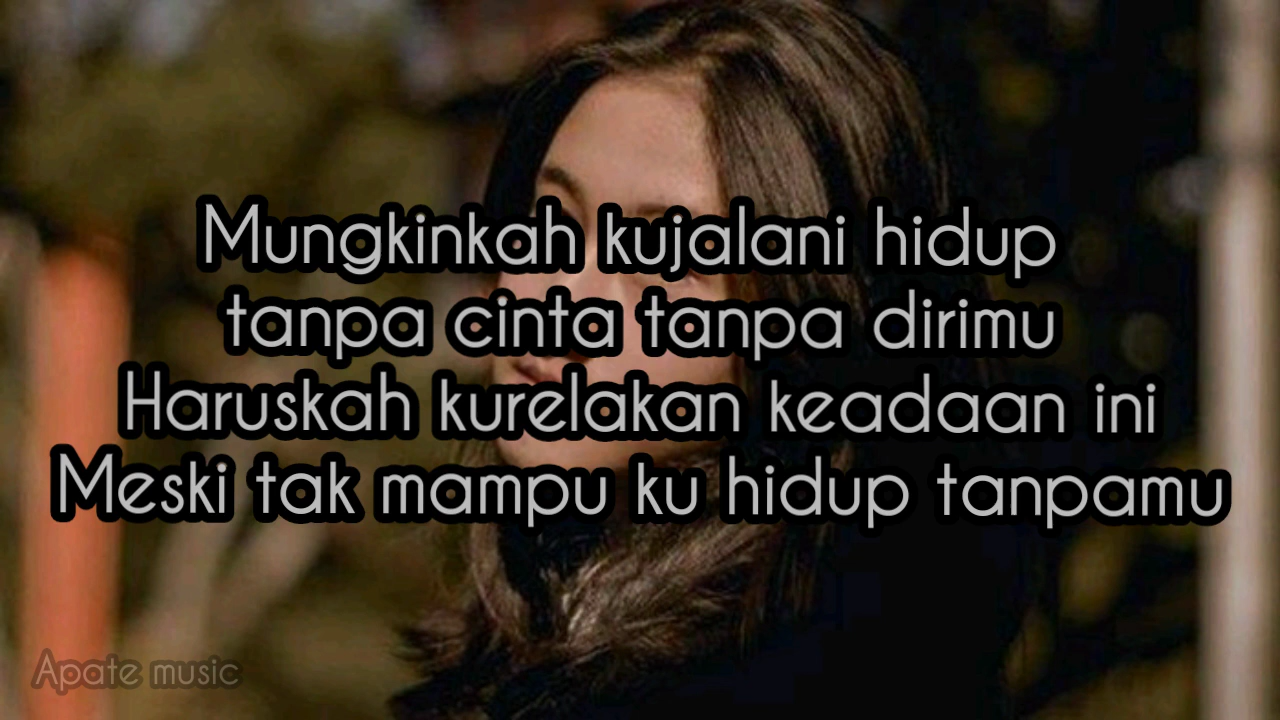 Mungkinkah kujalani hidup
tanpa cinta tanpa dirimu
Haruskah kurelakan keadaan ini
Meski tak mampu ku hidup tanpamu
Apate music